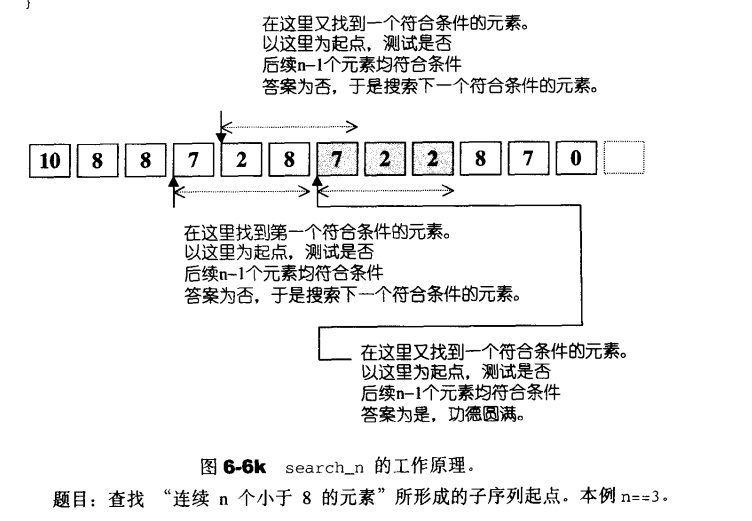 }
在这里又找到一个符合条件的元素。
以这里为起点，测试是否
后续n−1个元素均符合条件
答案为否，于是搜索下一个符合条件的元素。
10 8 8 7 2 8 7 2 2 8 7 0
在这里找到第一个符合条件的元素。
以这里为起点，测试是否
后续n−1个元素均符合条件
答案为否，于是搜索下一个符合条件的元素。
在这里又找到一个符合条件的元素。
以这里为起点，测试是否
后续n−1个元素均符合条件
答案为是，功德圆满。
图 6-6k search_n 的工作原理。
题目：查找 “连续 n 个小于 8 的元素”所形成的子序列起点。本例 n==3。